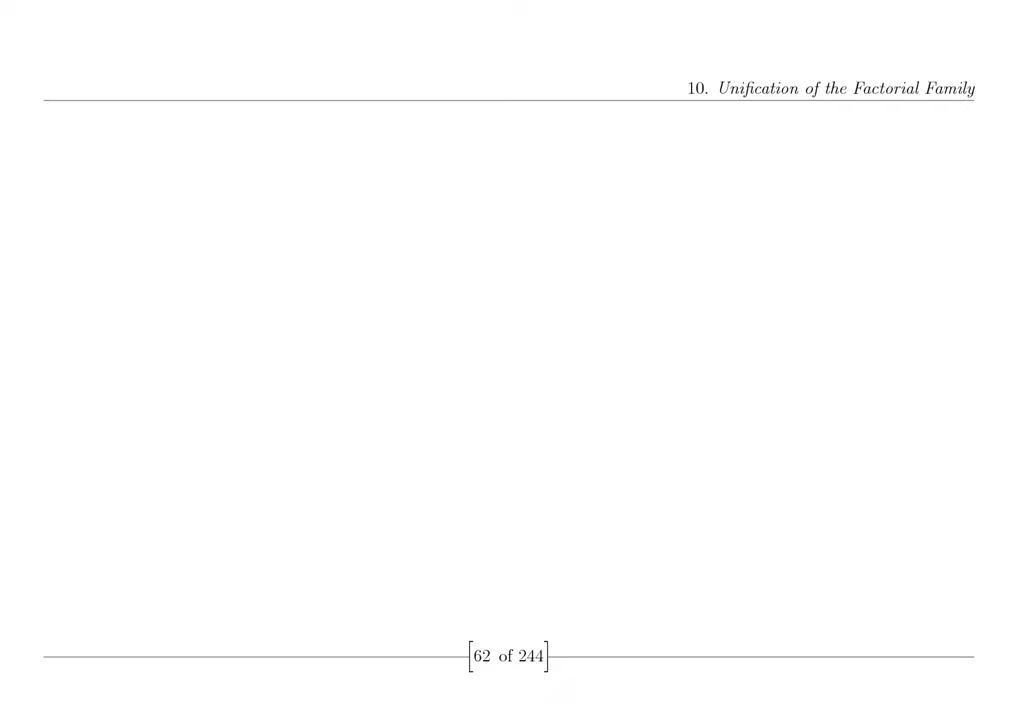 10. Unification of the Factorial Family
[62 of 244]